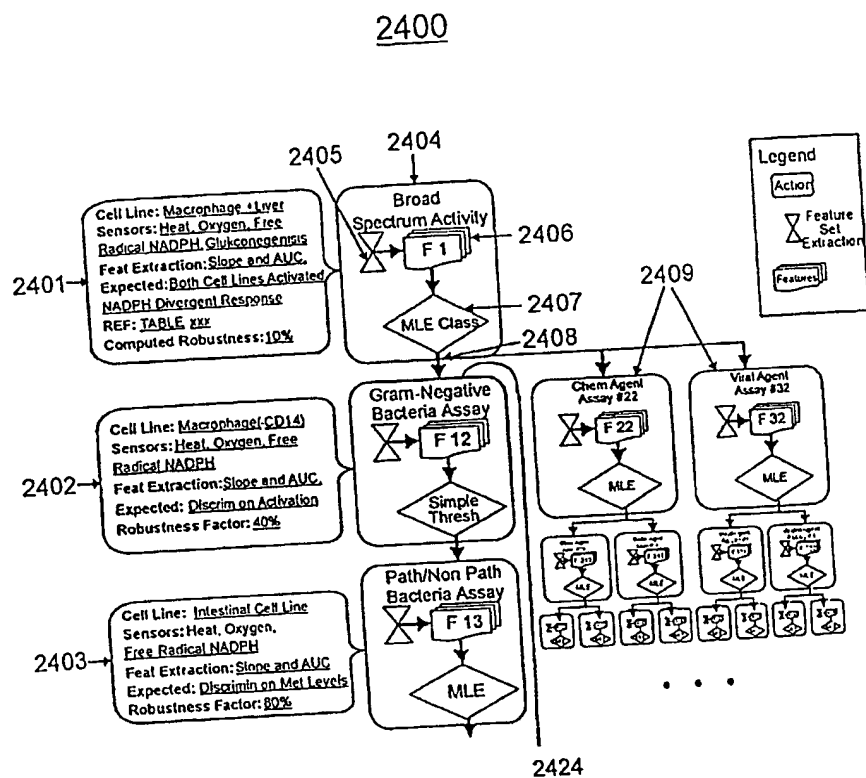 2400
2404
2405
Legend
Action
Feature
Set
Extraction
Features
Cell Line: Macrophage +Liver
Sensors: Heat, Oxygen, Free
Radical NADPH, Glukconegenisis
Feat Extraction: Slope and AUC,
Expected: Both Cell Lines Activated
NADPH Divergent Response
REF: TABLE xxx
Computed Robustness: 10%
2401
Broad
Spectrum Activity
F 1
MLE Class
2406
2407
2408
2409
Cell Line: Macrophage(-CD14)
Sensors: Heat, Oxygen, Free
Radical NADPH
Feat Extraction: Slope and AUC,
Expected: Discrim on Activation
Robustness Factor: 40%
2402
Gram-Negative
Bacteria Assay
F 12
Simple
Thresh
Chem Agent
Assay #22
F 22
MLE
Viral Agent
Assay #32
F 32
MLE
MLE
MLE
MLE
MLE
Cell Line: Intestinal Cell Line
Sensors: Heat, Oxygen,
Free Radical NADPH
Feat Extraction: Slope and AUC
Expected: Discrimin on Met Levels
Robustness Factor: 80%
2403
Path/Non Path
Bacteria Assay
F 13
MLE
2424